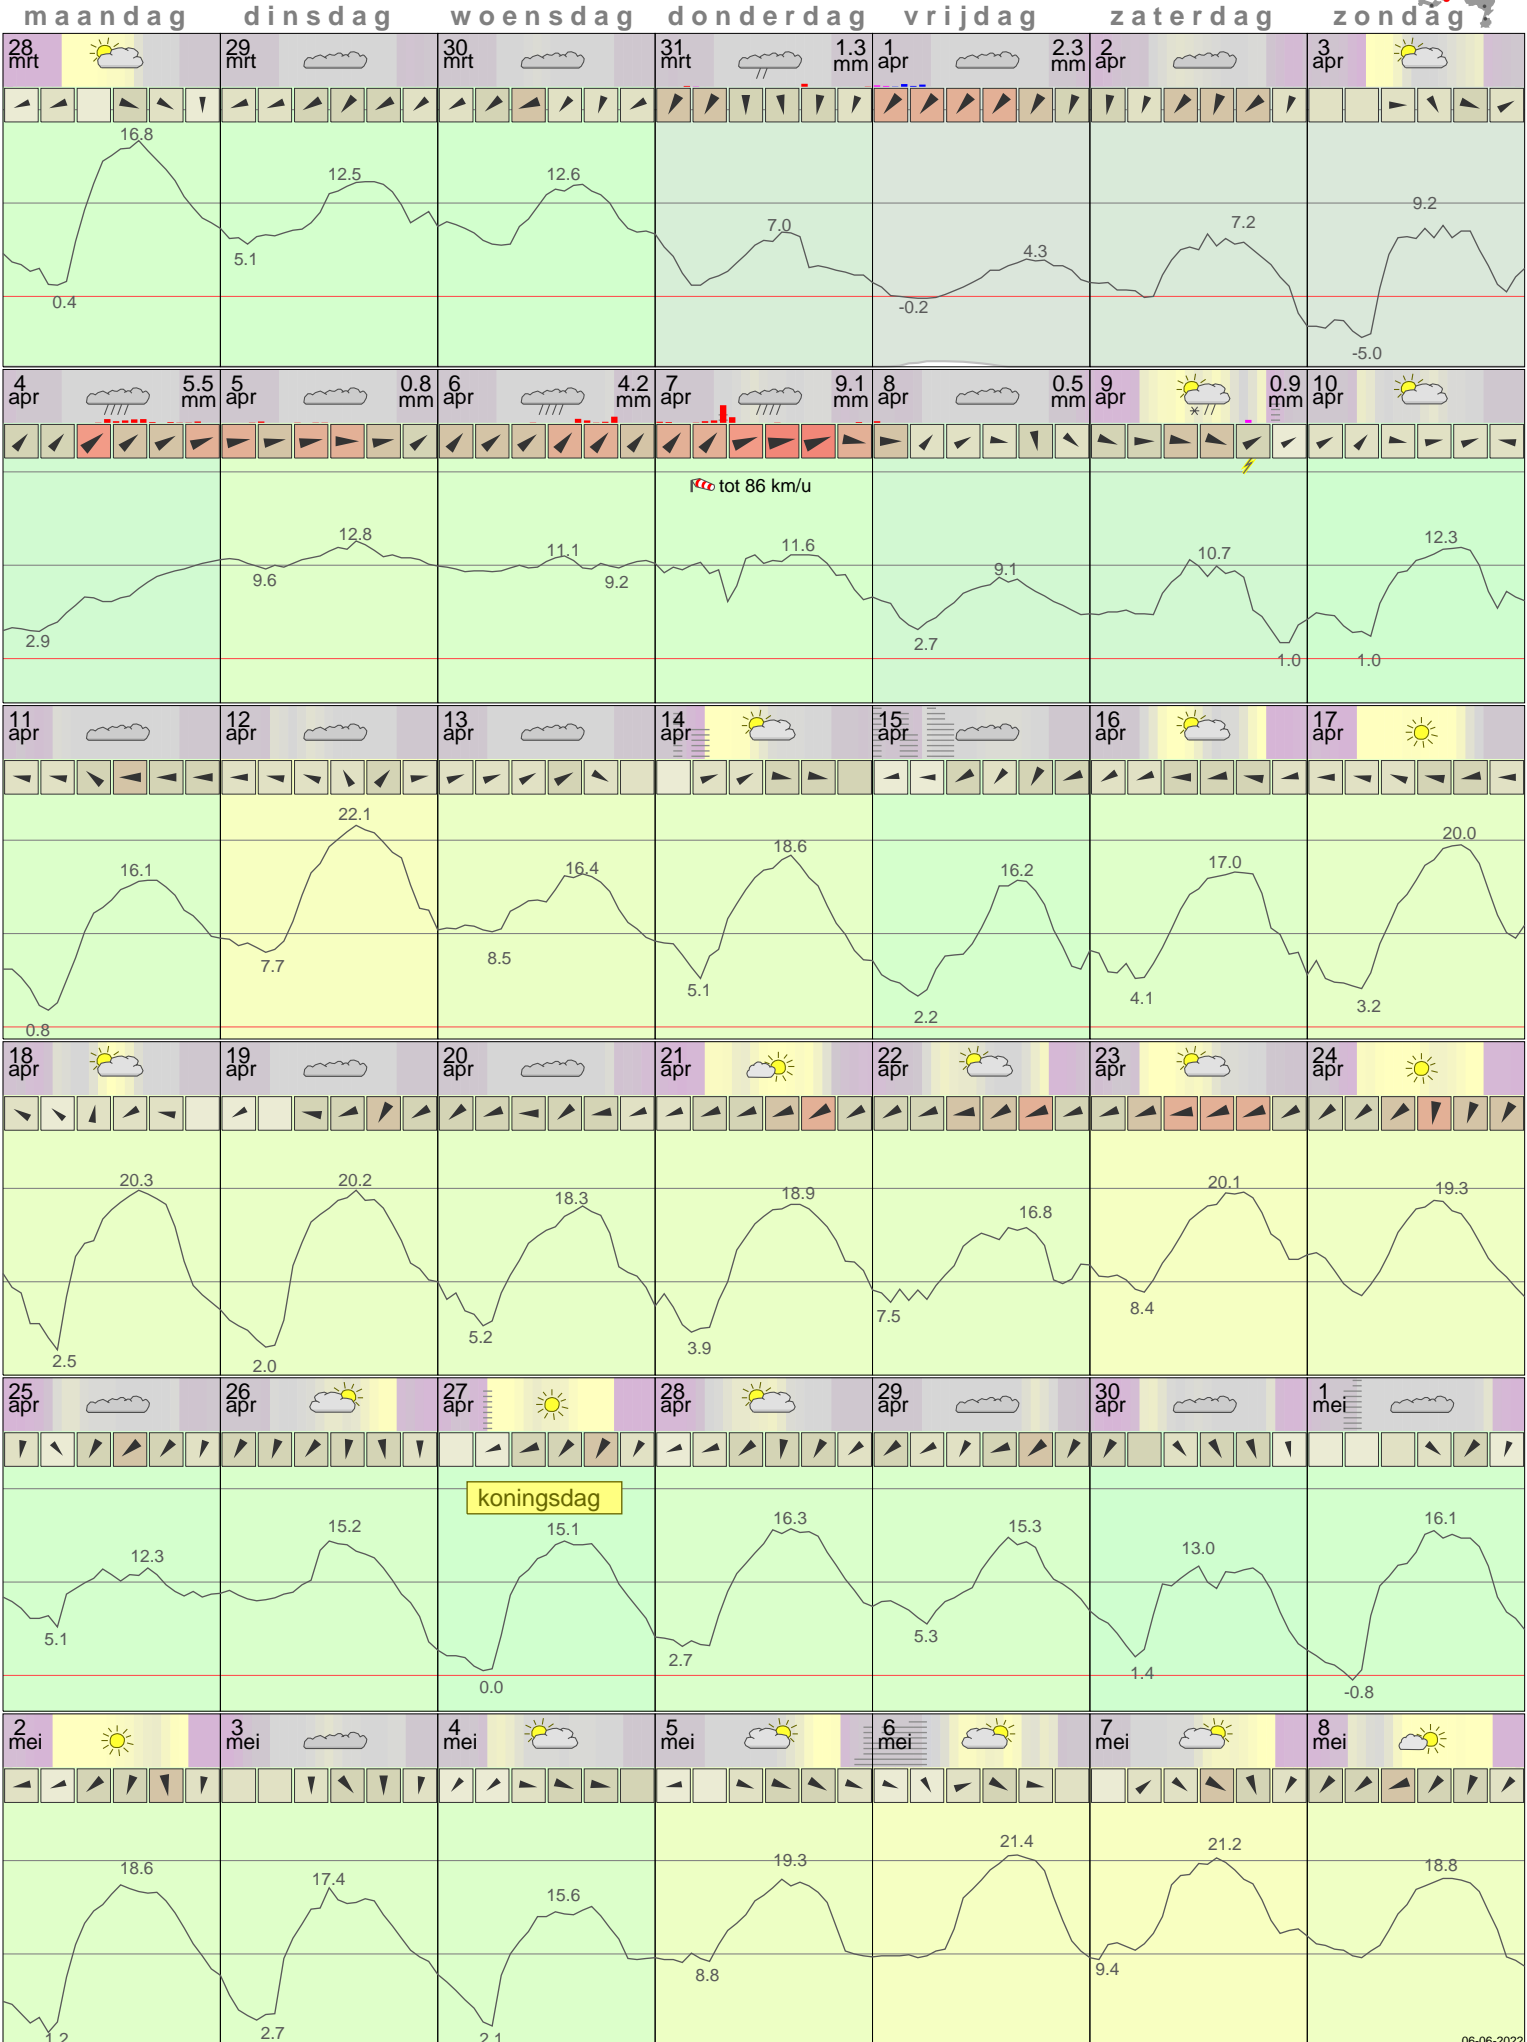 maandag dinsdag woensdag donderdag vrijdag zaterdag zondag
28 29 30 31 1.3 1 2.3 2 3
mrt mrt mrt mrt mm apr mm apr apr
16.8
12.5 12.6
7.0 7.2 9.2
4.3
5.1
0.4 -0.2
-5.0
4 5.5 5 0.8 6 4.2 7 9.1 8 0.5 9 0.9 10
apr mm apr mm apr mm apr mm apr mm apr mm apr
tot 86 km/u
12.8 11.1 11.6 9.1 10.7 12.3
9.6 9.2
2.9 2.7 1.0 1.0
11 12 13 14 15 16 17
apr apr apr apr apr apr apr
22.1
16.1 16.4 18.6 16.2 17.0 20.0
7.7 8.5
5.1 4.1 3.2
0.8 2.2
18 19 20 21 22 23 24
apr apr apr apr apr apr apr
20.3 20.2 18.3 18.9 16.8 20.1 19.3
7.5 8.4
5.2 3.9
2.5 2.0
25 26 27 28 29 30 1
apr apr apr apr apr apr mei
koningsdag
12.3 15.2 15.1 16.3 15.3 13.0 16.1
5.1 5.3
2.7 1.4
0.0 -0.8
2 3 4 5 6 7 8
mei mei mei mei mei mei mei
18.6 17.4 15.6 19.3 21.4 21.2 18.8
8.8 9.4
1.2 2.7 2.1
06-06-2022